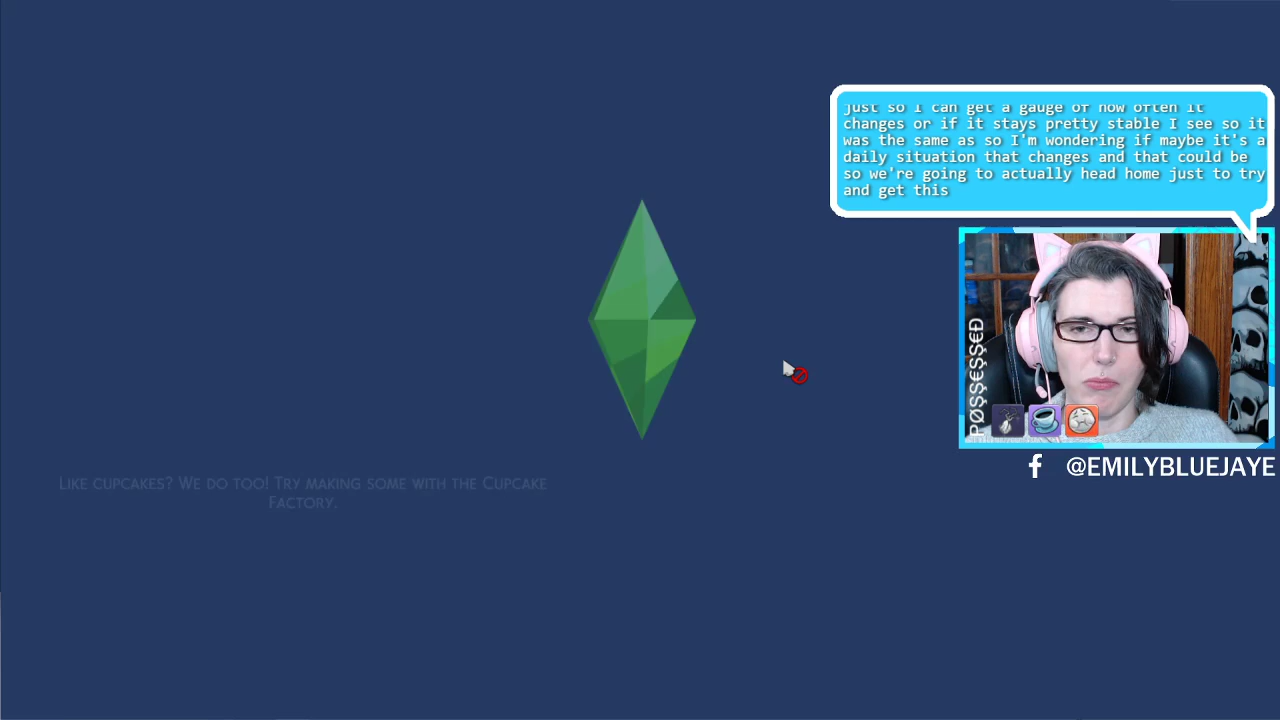 just so I can get a gauge of how often it
changes or if it stays pretty stable I see so it
was the same as so I'm wondering if maybe it's a
daily situation that changes and that could be
so we're going to actually head home just to try
and get this
PØ$$€$$€Đ
@EMILYBLUEJAYE
Like cupcakes? We do too! Try making some with the Cupcake
Factory.